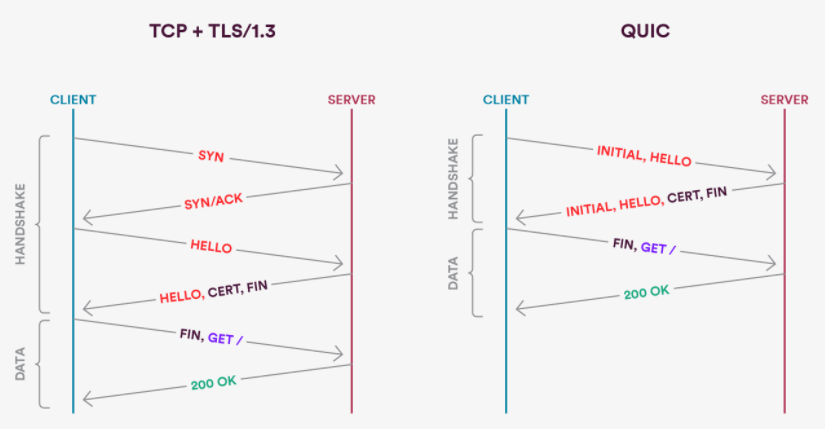 TCP + TLS/1.3
CLIENT
SERVER
HANDSHAKE
SYN
SYN/ACK
HELLO
HELLO, CERT, FIN
DATA
FIN, GET /
200 OK
QUIC
CLIENT
SERVER
HANDSHAKE
INITIAL, HELLO
INITIAL, HELLO, CERT, FIN
DATA
FIN, GET /
200 OK